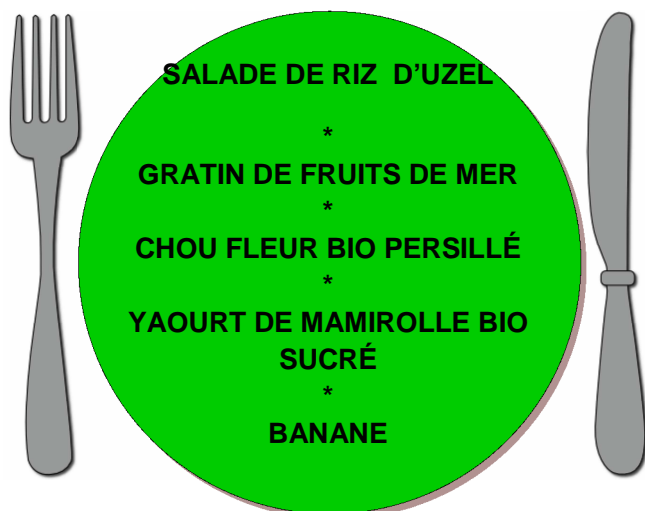 SALADE DE RIZ  D’UZEL
*
GRATIN DE FRUITS DE MER
*
CHOU FLEUR BIO PERSILLÉ
*
YAOURT DE MAMIROLLE BIO
SUCRÉ
*
BANANE